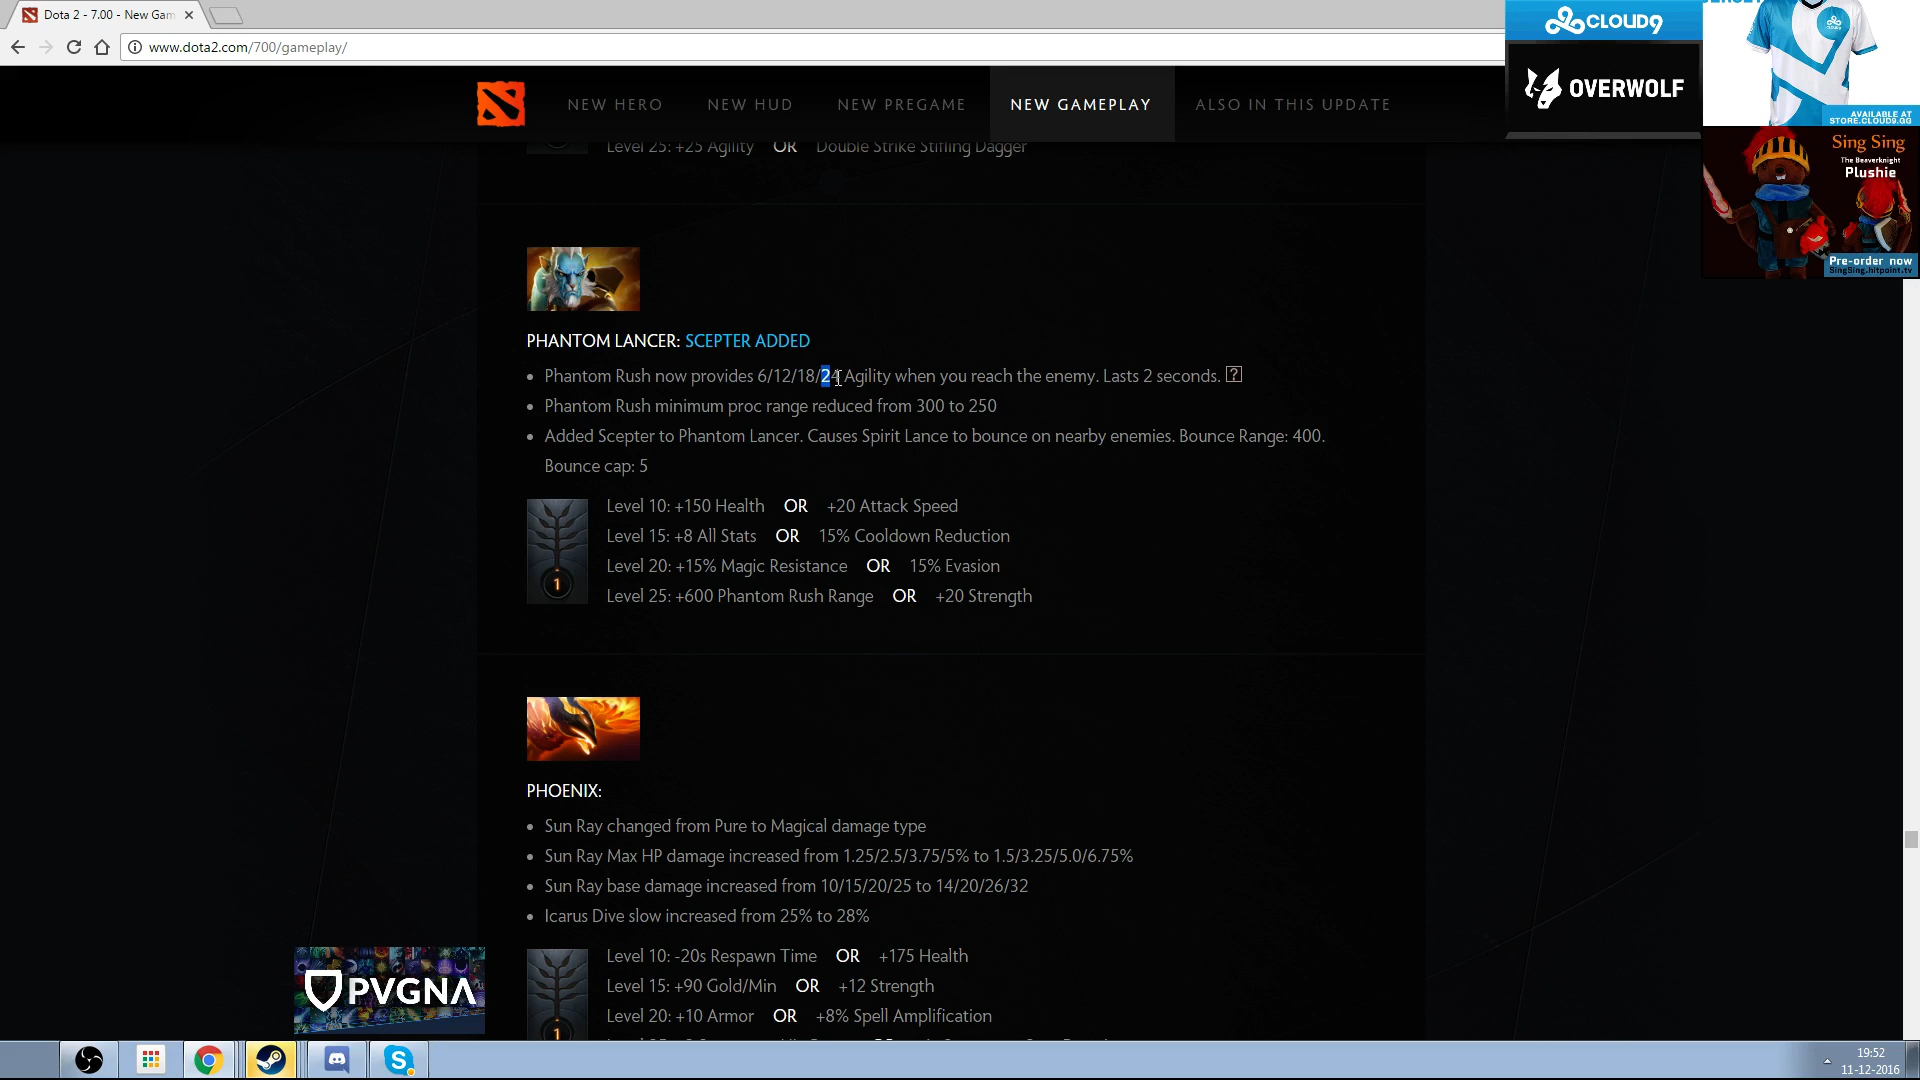 Dota 2 - 7.00 - New Gam
www.dota2.com/700/gameplay/
NEW HERO
NEW HUD
NEW PREGAME
NEW GAMEPLAY
ALSO IN THIS UPDATE
CLOUD9
OVERWOLF
AVAILABLE AT
STORE.CLOUD9.GG
Sing Sing
The Beaverknight
Plushie
Pre-order now
SingSing.hitpoint.tv
Level 25: +25 Agility OR Double Strike Stifling Dagger
PHANTOM LANCER: SCEPTER ADDED
Phantom Rush now provides 6/12/18/24 Agility when you reach the enemy. Lasts 2 seconds. ?
Phantom Rush minimum proc range reduced from 300 to 250
Added Scepter to Phantom Lancer. Causes Spirit Lance to bounce on nearby enemies. Bounce Range: 400.
Bounce cap: 5
1
Level 10: +150 Health OR +20 Attack Speed
Level 15: +8 All Stats OR 15% Cooldown Reduction
Level 20: +15% Magic Resistance OR 15% Evasion
Level 25: +600 Phantom Rush Range OR +20 Strength
PHOENIX:
Sun Ray changed from Pure to Magical damage type
Sun Ray Max HP damage increased from 1.25/2.5/3.75/5% to 1.5/3.25/5.0/6.75%
Sun Ray base damage increased from 10/15/20/25 to 14/20/26/32
Icarus Dive slow increased from 25% to 28%
1
Level 10: -20s Respawn Time OR +175 Health
Level 15: +90 Gold/Min OR +12 Strength
Level 20: +10 Armor OR +8% Spell Amplification
PVGNA
19:52
11-12-2016